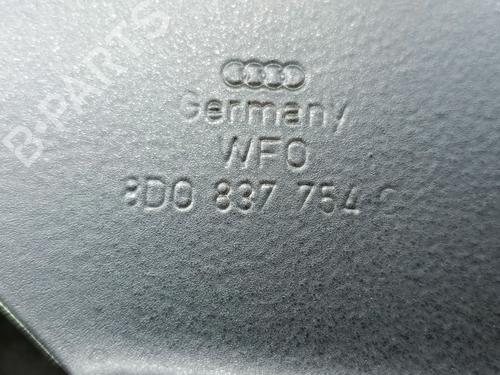 B-PARTS
Germany
WFO
8D0 837 754